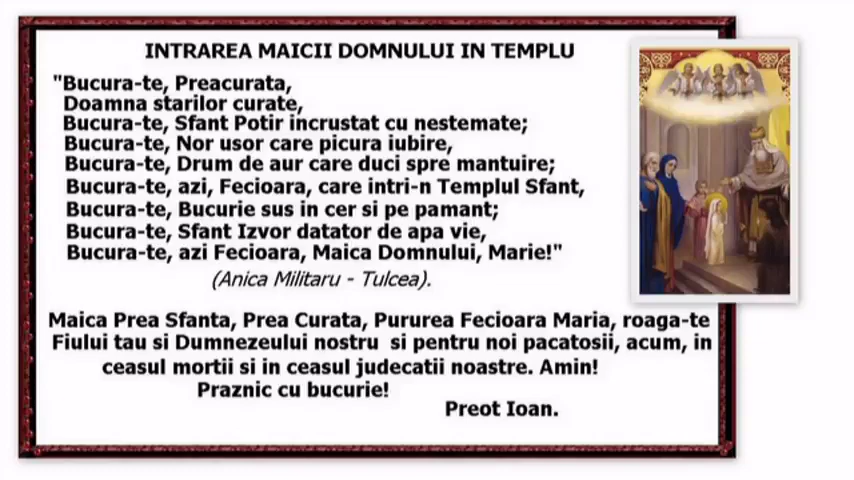 INTRAREA MAICII DOMNULUI IN TEMPLU
"Bucura-te, Preacurata,
Doamna starilor curate,
Bucura-te, Sfant Potir incrustat cu nestemate;
Bucura-te, Nor usor care picura iubire,
Bucura-te, Drum de aur care duci spre mantuire;
Bucura-te, azi, Fecioara, care intri-n Templul Sfant,
Bucura-te, Bucurie sus in cer si pe pamant;
Bucura-te, Sfant Izvor datator de apa vie,
Bucura-te, azi Fecioara, Maica Domnului, Marie!"
(Anica Militaru - Tulcea).
Maica Prea Sfanta, Prea Curata, Pururea Fecioara Maria, roaga-te
Fiului tau si Dumnezeului nostru si pentru noi pacatosii, acum, in
ceasul mortii si in ceasul judecatii noastre. Amin!
Praznic cu bucurie!
Preot Ioan.